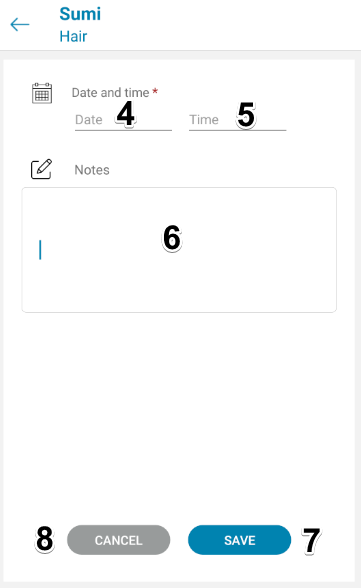 Sumi
Hair
Date and time *
Date 4 Time 5
Notes
6
8 CANCEL SAVE 7